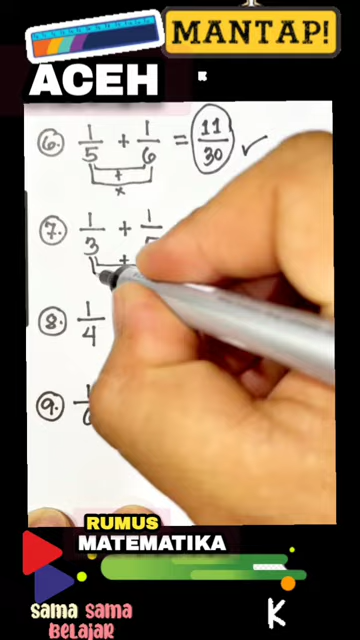 MANTAP!
ACEH
6. 1/5 + 1/6 = 11/30 ✓
+
x
7. 1/3 + 1/
+
8. 1/4
9. 1/
RUMUS
MATEMATIKA
sama sama
BELAJAR
K